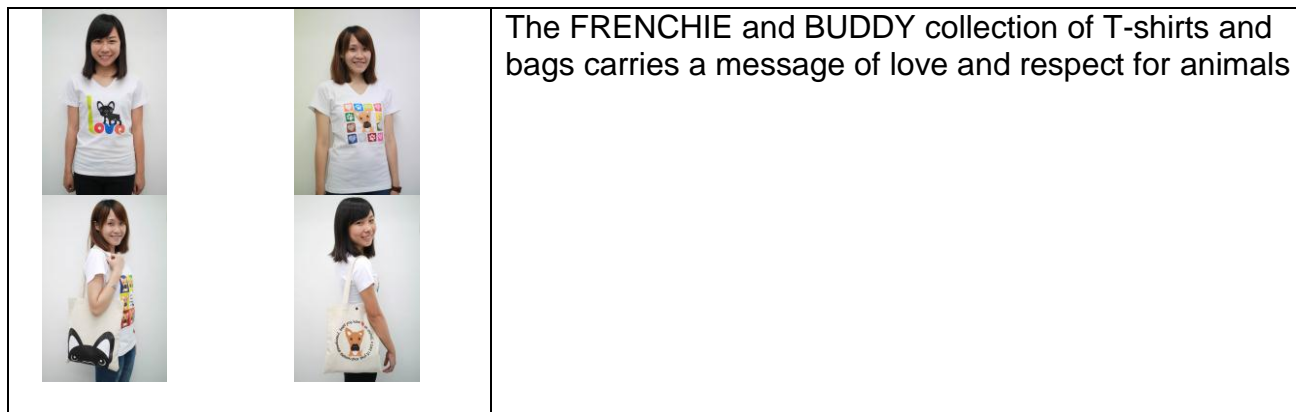 The FRENCHIE and BUDDY collection of T-shirts and
bags carries a message of love and respect for animals
love